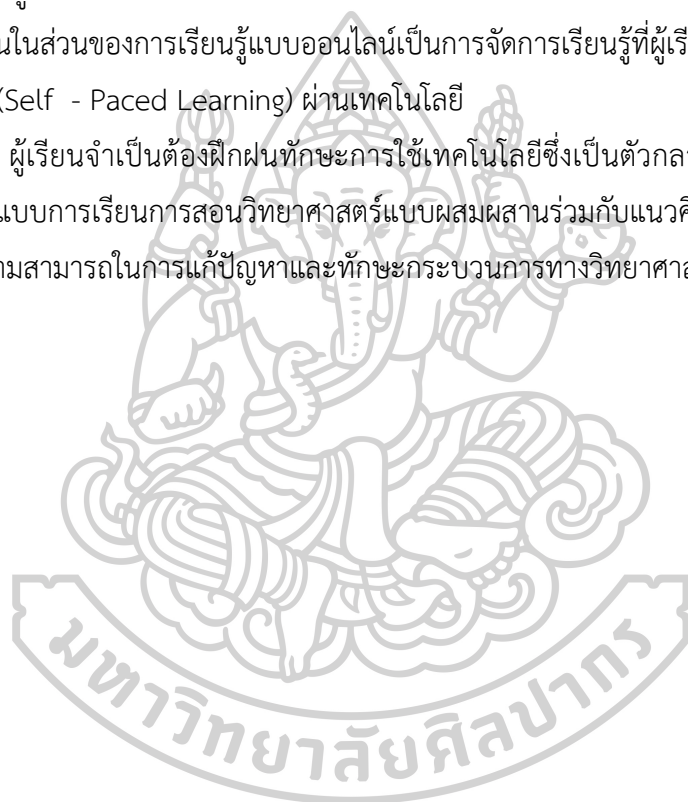 นในส่วนของการเรียนรู้แบบออนไลน์เป็นการจัดการเรียนรู้ที่ผู้เรี
(Self - Paced Learning) ผ่านเทคโนโลยี
ผู้เรียนจำเป็นต้องฝึกฝนทักษะการใช้เทคโนโลยีซึ่งเป็นตัวกลา
แบบการเรียนการสอนวิทยาศาสตร์แบบผสมผสานร่วมกับแนวคิ
ามสามารถในการแก้ปัญหาและทักษะกระบวนการทางวิทยาศาส
มหาวิทยาลัยศิลปากร